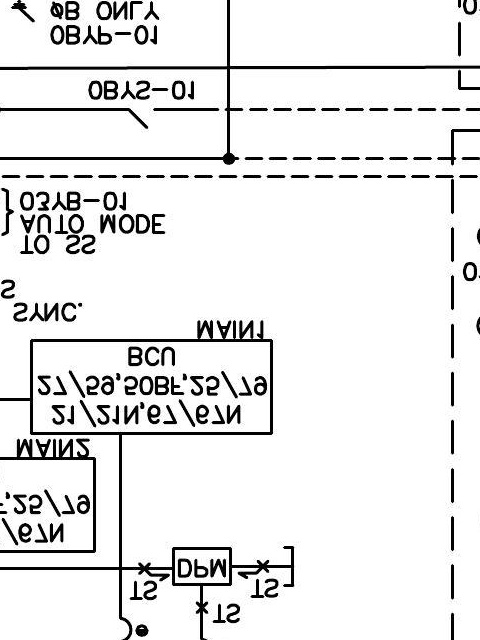 TS
TS
DPM
TS
/67N
F,25/79
MAIN2
21/21N,67/67N
27/59,50BF,25/79
BCU
MAIN1
SYNC.
S
TO SS
AUTO MODE
03YB-01
0BYS-01
0BYP-01
ØB ONLY